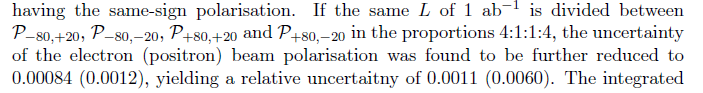 having the same-sign polarisation. If the same L of 1 ab−1 is divided between
P−80,+20, P−80,−20, P+80,+20 and P+80,−20 in the proportions 4:1:1:4, the uncertainty
of the electron (positron) beam polarisation was found to be further reduced to
0.00084 (0.0012), yielding a relative uncertaitny of 0.0011 (0.0060). The integrated